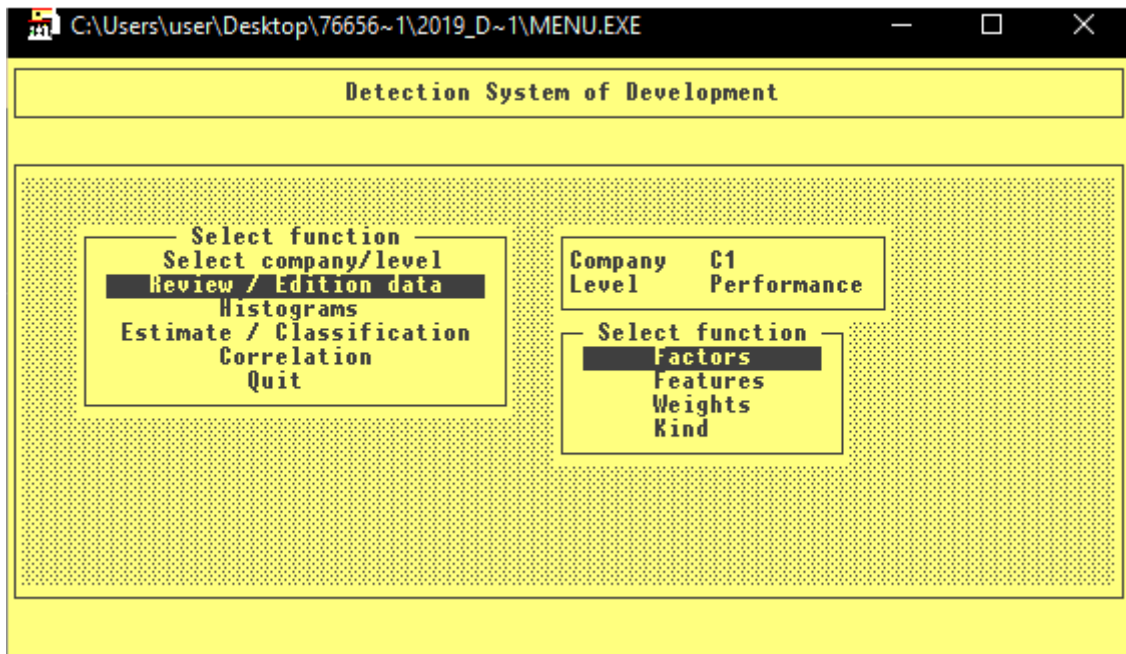 C:\Users\user\Desktop\76656~1\2019_D~1\MENU.EXE
Detection System of Development
Select function
Select company/level
Review / Edition data
Histograms
Estimate / Classification
Correlation
Quit
Company C1
Level Performance
Select function
Factors
Features
Weights
Kind